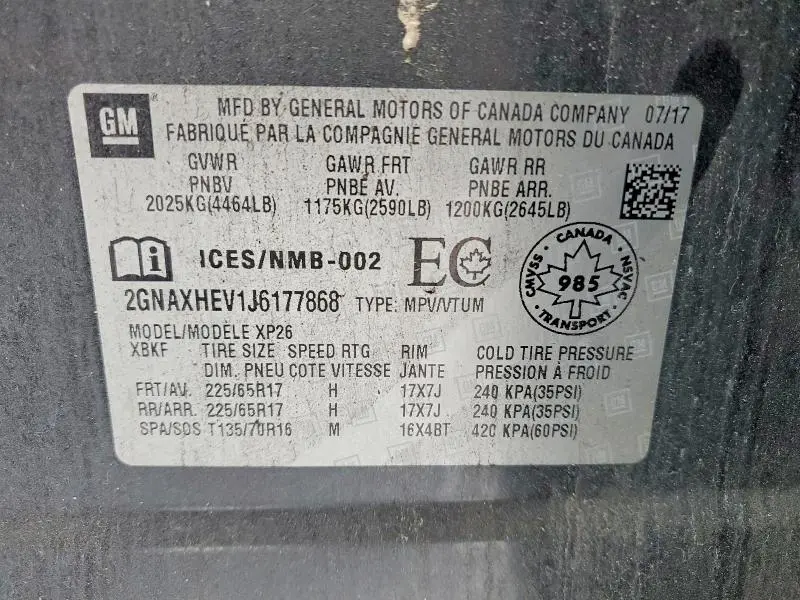 GM
MFD BY GENERAL MOTORS OF CANADA COMPANY 07/17
FABRIQUÉ PAR LA COMPAGNIE GENERAL MOTORS DU CANADA
GVWR GAWR FRT GAWR RR
PNBV PNBE AV. PNBE ARR.
2025KG(4464LB) 1175KG(2590LB) 1200KG(2645LB)
ICES/NMB-002 EC
CANADA
CMVSS 985 NSVAC
TRANSPORT
2GNAXHEV1J6177868 TYPE: MPV/VTUM
MODEL/MODÈLE XP26
XBKF TIRE SIZE SPEED RTG RIM COLD TIRE PRESSURE
DIM. PNEU COTE VITESSE JANTE PRESSION À FROID
FRT/AV. 225/65R17 H 17X7J 240 KPA(35PSI)
RR/ARR. 225/65R17 H 17X7J 240 KPA(35PSI)
SPA/SOS T135/70R16 M 16X4BT 420 KPA(60PSI)